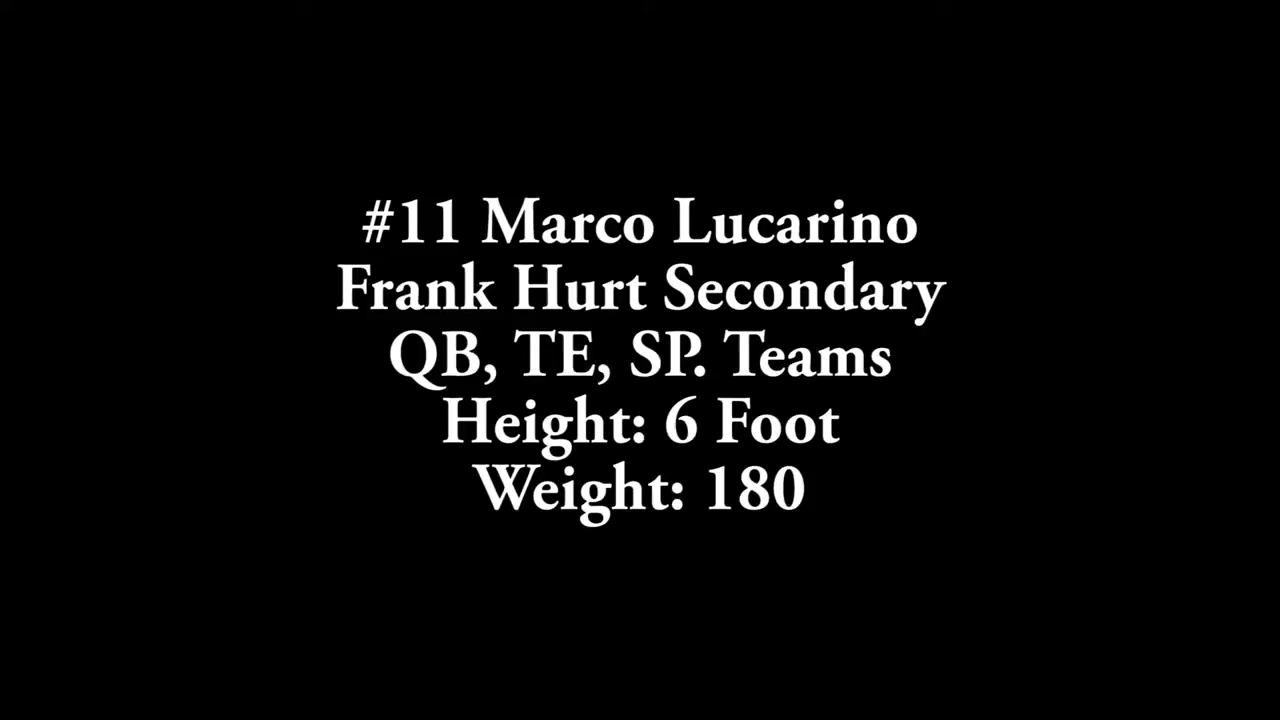 #11 Marco Lucarino
Frank Hurt Secondary
QB, TE, SP. Teams
Height: 6 Foot
Weight: 180